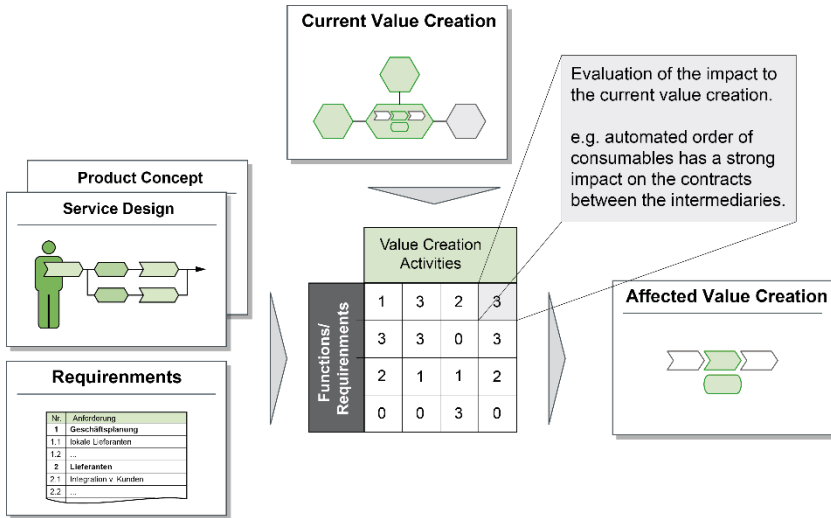 Current Value Creation
Evaluation of the impact to
the current value creation.
e.g. automated order of
consumables has a strong
impact on the contracts
between the intermediaries.
Product Concept
Service Design
Value Creation
Activities
Functions/
Requirenments
1 3 2 3
3 3 0 3
2 1 1 2
0 0 3 0
Affected Value Creation
Requirenments
Nr. Anforderung
1 Geschäftsplanung
1.1 lokale Lieferanten
1.2 ...
2 Lieferanten
2.1 Integration v. Kunden
2.2 ...